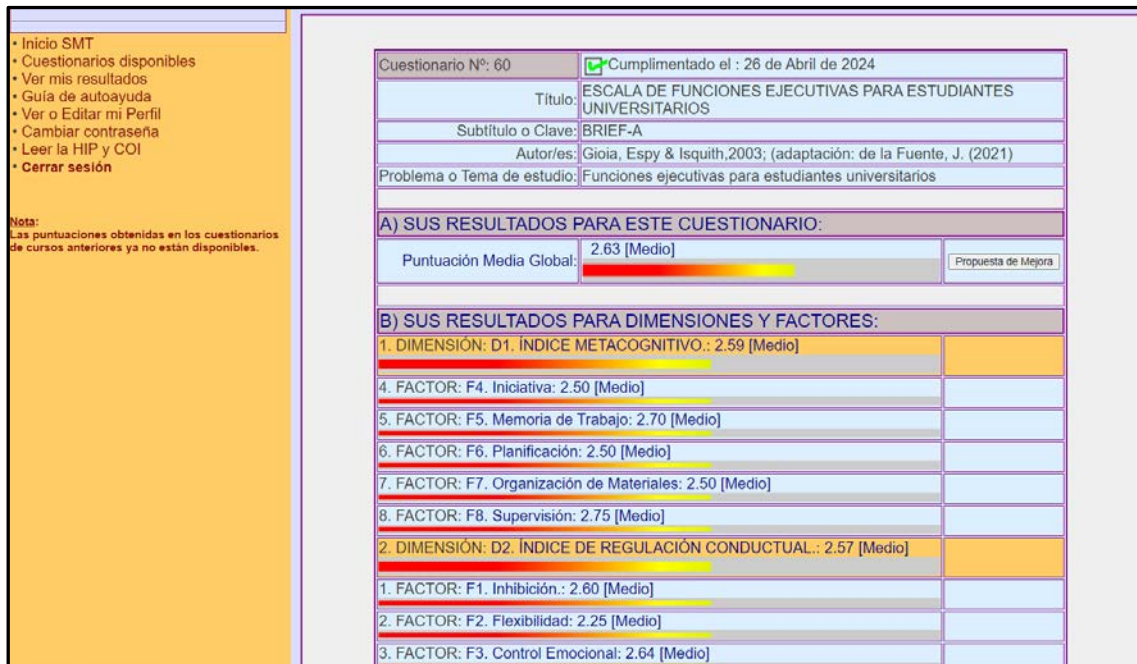 • Inicio SMT
• Cuestionarios disponibles
• Ver mis resultados
• Guía de autoayuda
• Ver o Editar mi Perfil
• Cambiar contraseña
• Leer la HIP y COI
• Cerrar sesión
Nota:
Las puntuaciones obtenidas en los cuestionarios
de cursos anteriores ya no están disponibles.
Cuestionario Nº: 60 Cumplimentado el : 26 de Abril de 2024
Título: ESCALA DE FUNCIONES EJECUTIVAS PARA ESTUDIANTES
UNIVERSITARIOS
Subtítulo o Clave: BRIEF-A
Autor/es: Gioia, Espy & Isquith,2003; (adaptación: de la Fuente, J. (2021)
Problema o Tema de estudio: Funciones ejecutivas para estudiantes universitarios
A) SUS RESULTADOS PARA ESTE CUESTIONARIO:
Puntuación Media Global: 2.63 [Medio] Propuesta de Mejora
B) SUS RESULTADOS PARA DIMENSIONES Y FACTORES:
1. DIMENSIÓN: D1. ÍNDICE METACOGNITIVO.: 2.59 [Medio]
4. FACTOR: F4. Iniciativa: 2.50 [Medio]
5. FACTOR: F5. Memoria de Trabajo: 2.70 [Medio]
6. FACTOR: F6. Planificación: 2.50 [Medio]
7. FACTOR: F7. Organización de Materiales: 2.50 [Medio]
8. FACTOR: F8. Supervisión: 2.75 [Medio]
2. DIMENSIÓN: D2. ÍNDICE DE REGULACIÓN CONDUCTUAL.: 2.57 [Medio]
1. FACTOR: F1. Inhibición.: 2.60 [Medio]
2. FACTOR: F2. Flexibilidad: 2.25 [Medio]
3. FACTOR: F3. Control Emocional: 2.64 [Medio]